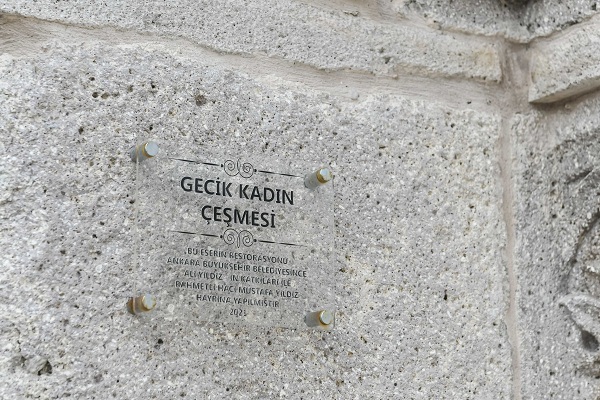 GECİK KADIN
ÇEŞMESİ
BU ESERİN RESTORASYONU
ANKARA BÜYÜKŞEHİR BELEDİYESİNCE
ALİ YILDIZ IN KATKILARI İLE
RAHMETLİ HACI MUSTAFA YILDIZ
HAYRINA YAPILMIŞTIR
2021